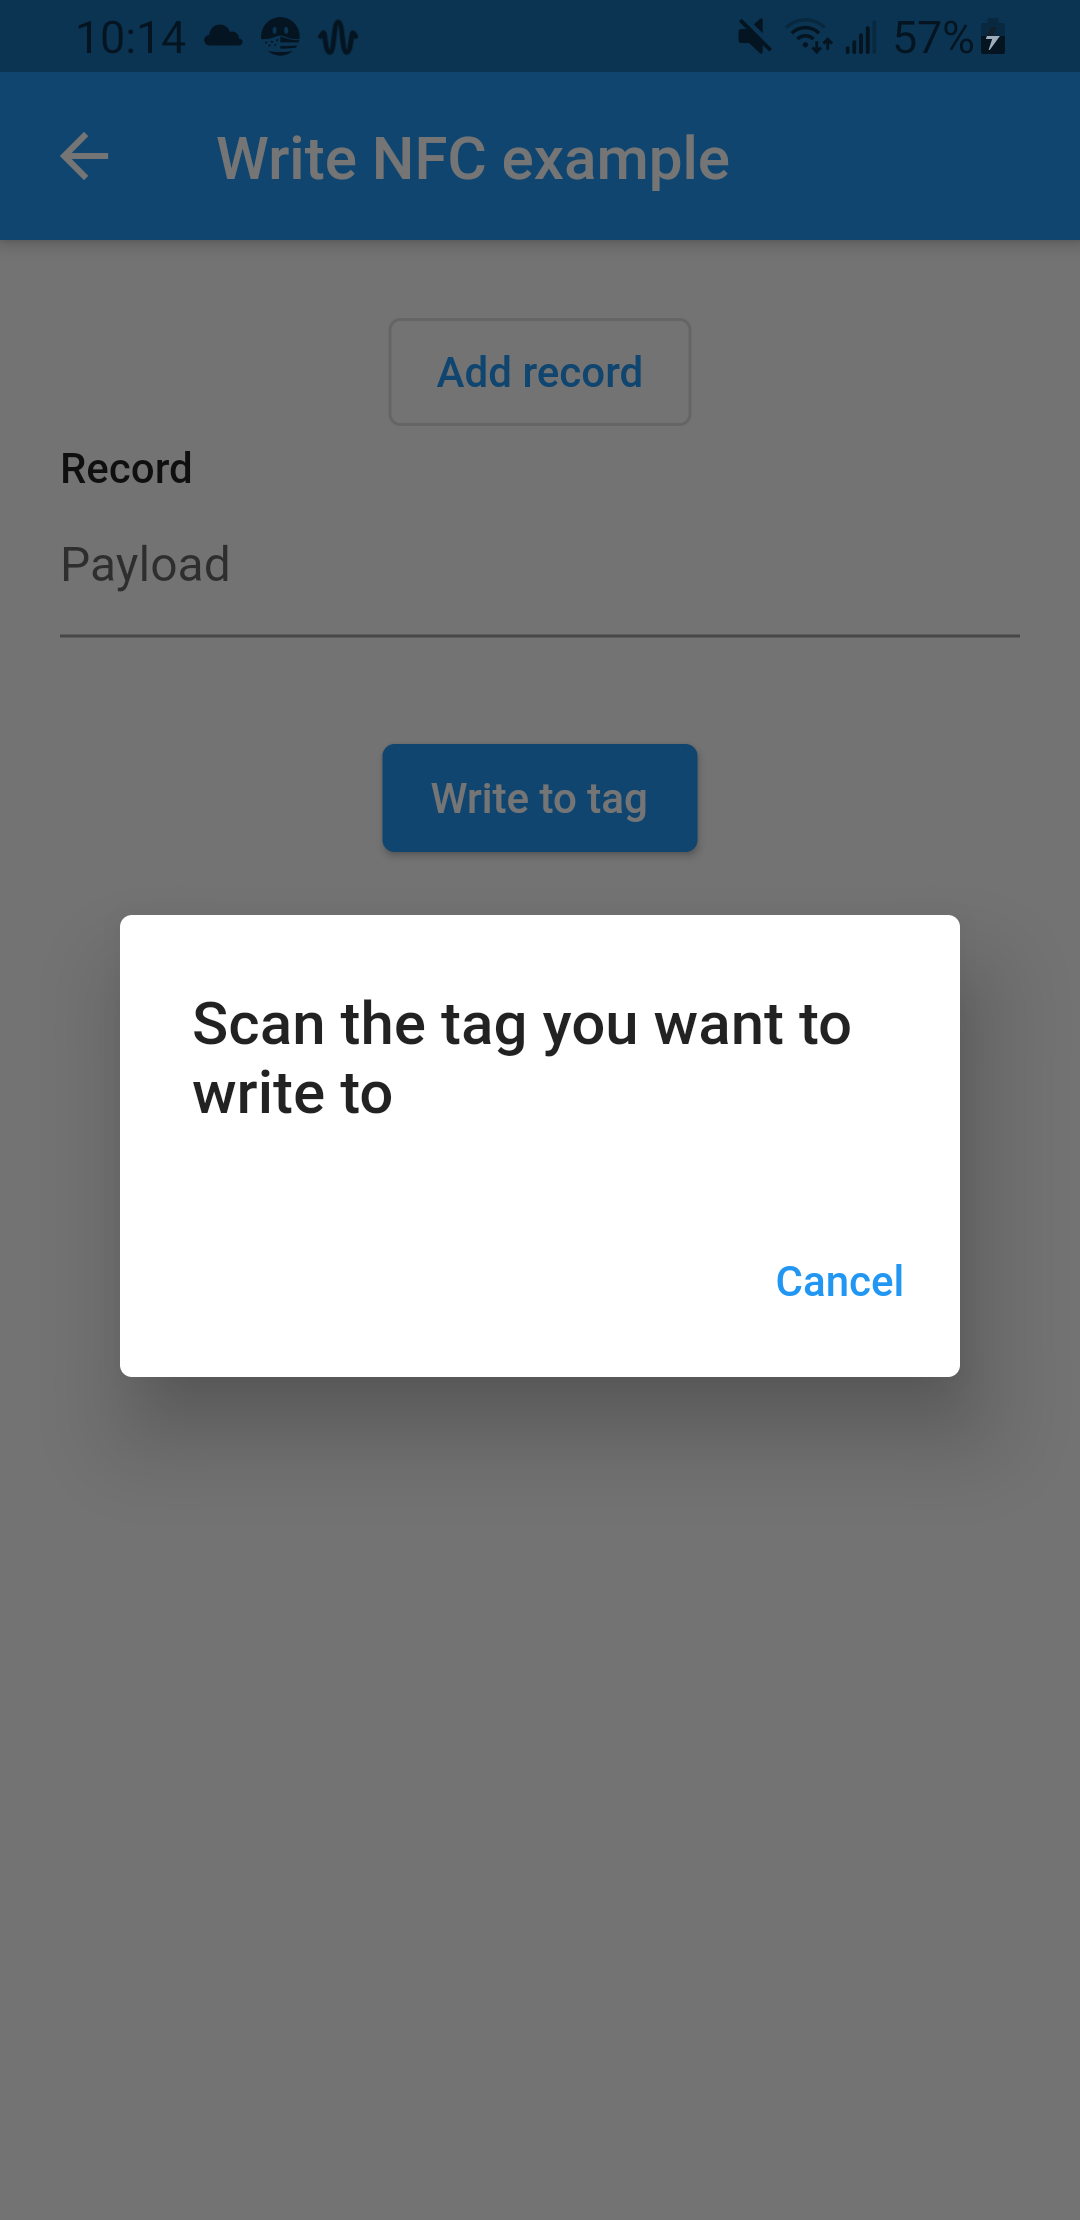 10:14 57%
Write NFC example
Add record
Record
Payload
Write to tag
Scan the tag you want to
write to
Cancel